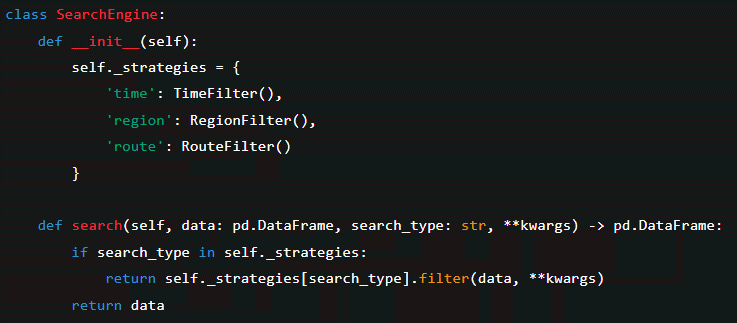 class SearchEngine:
    def __init__(self):
        self._strategies = {
            'time': TimeFilter(),
            'region': RegionFilter(),
            'route': RouteFilter()
        }
    def search(self, data: pd.DataFrame, search_type: str, **kwargs) -> pd.DataFrame:
        if search_type in self._strategies:
            return self._strategies[search_type].filter(data, **kwargs)
        return data